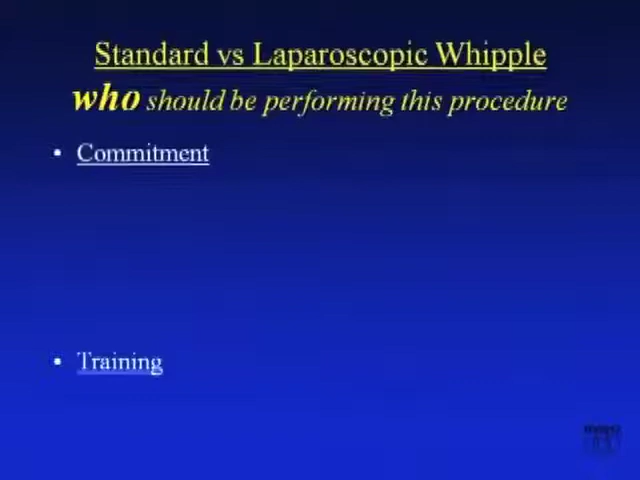 Standard vs Laparoscopic Whipple
who should be performing this procedure
• Commitment
• Training